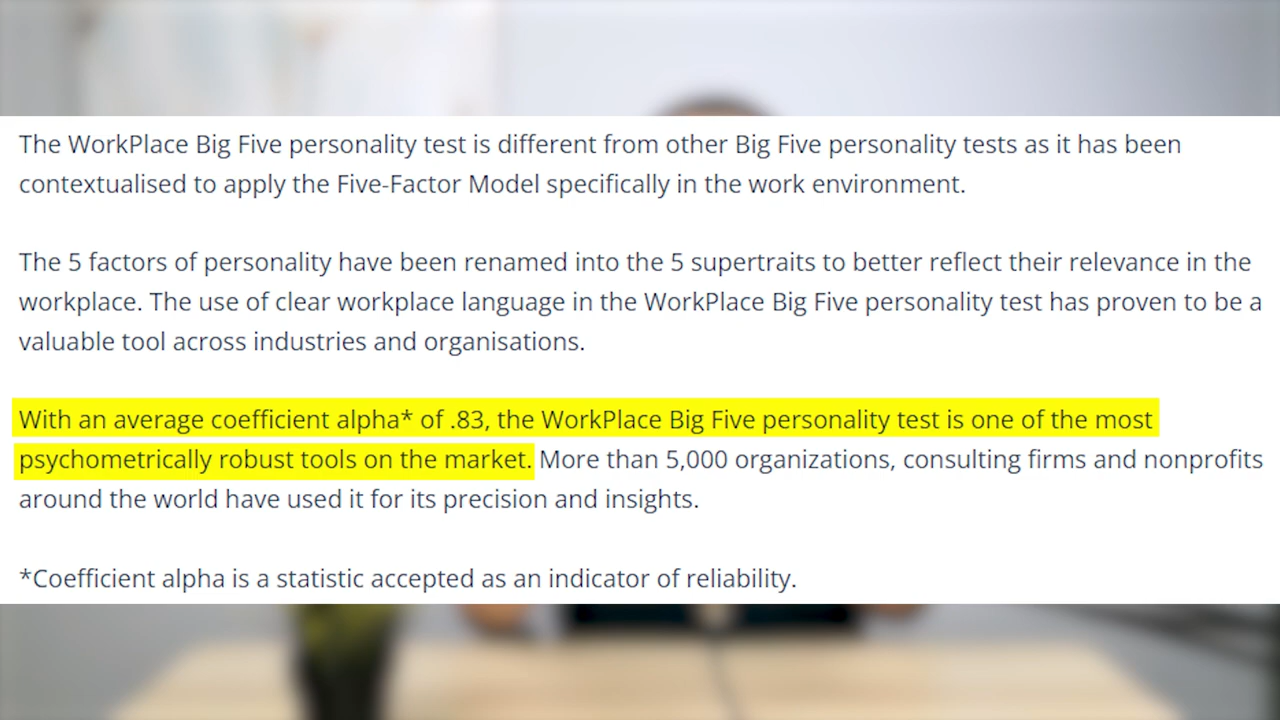 The WorkPlace Big Five personality test is different from other Big Five personality tests as it has been
contextualised to apply the Five-Factor Model specifically in the work environment.
The 5 factors of personality have been renamed into the 5 supertraits to better reflect their relevance in the
workplace. The use of clear workplace language in the WorkPlace Big Five personality test has proven to be a
valuable tool across industries and organisations.
With an average coefficient alpha* of .83, the WorkPlace Big Five personality test is one of the most
psychometrically robust tools on the market. More than 5,000 organizations, consulting firms and nonprofits
around the world have used it for its precision and insights.
*Coefficient alpha is a statistic accepted as an indicator of reliability.